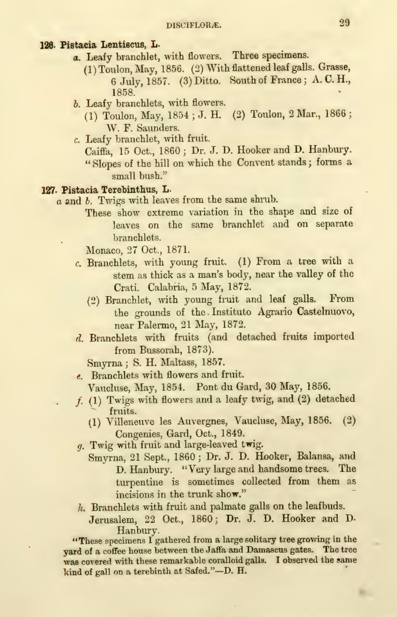 DISCIFLORÆ. 29
126. Pistacia Lentiscus, L.
a. Leafy branchlet, with flowers. Three specimens.
(1) Toulon, May, 1856. (2) With flattened leaf galls. Grasse,
6 July, 1857. (3) Ditto. South of France; A. C. H.,
1858.
b. Leafy branchlets, with flowers.
(1) Toulon, May, 1854; J. H. (2) Toulon, 2 Mar., 1866;
W. F. Saunders.
c. Leafy branchlet, with fruit.
Caiffa, 15 Oct., 1860; Dr. J. D. Hooker and D. Hanbury.
"Slopes of the hill on which the Convent stands; forms a
small bush."
127. Pistacia Terebinthus, L.
a and b. Twigs with leaves from the same shrub.
These show extreme variation in the shape and size of
leaves on the same branchlet and on separate
branchlets.
Monaco, 27 Oct., 1871.
c. Branchlets, with young fruit. (1) From a tree with a
stem as thick as a man's body, near the valley of the
Crati. Calabria, 5 May, 1872.
(2) Branchlet, with young fruit and leaf galls. From
the grounds of the Instituto Agrario Castelnuovo,
near Palermo, 21 May, 1872.
d. Branchlets with fruits (and detached fruits imported
from Bussorah, 1873).
Smyrna; S. H. Maltass, 1857.
e. Branchlets with flowers and fruit.
Vaucluse, May, 1854. Pont du Gard, 30 May, 1856.
f. (1) Twigs with flowers and a leafy twig, and (2) detached
fruits.
(1) Villeneuve les Auvergnes, Vaucluse, May, 1856. (2)
Congenies, Gard, Oct., 1849.
g. Twig with fruit and large-leaved twig.
Smyrna, 21 Sept., 1860; Dr. J. D. Hooker, Balansa, and
D. Hanbury. "Very large and handsome trees. The
turpentine is sometimes collected from them as
incisions in the trunk show."
h. Branchlets with fruit and palmate galls on the leafbuds.
Jerusalem, 22 Oct., 1860; Dr. J. D. Hooker and D.
Hanbury.
"These specimens I gathered from a large solitary tree growing in the
yard of a coffee house between the Jaffa and Damascus gates. The tree
was covered with these remarkable coralloid galls. I observed the same
kind of gall on a terebinth at Safed."—D. H.